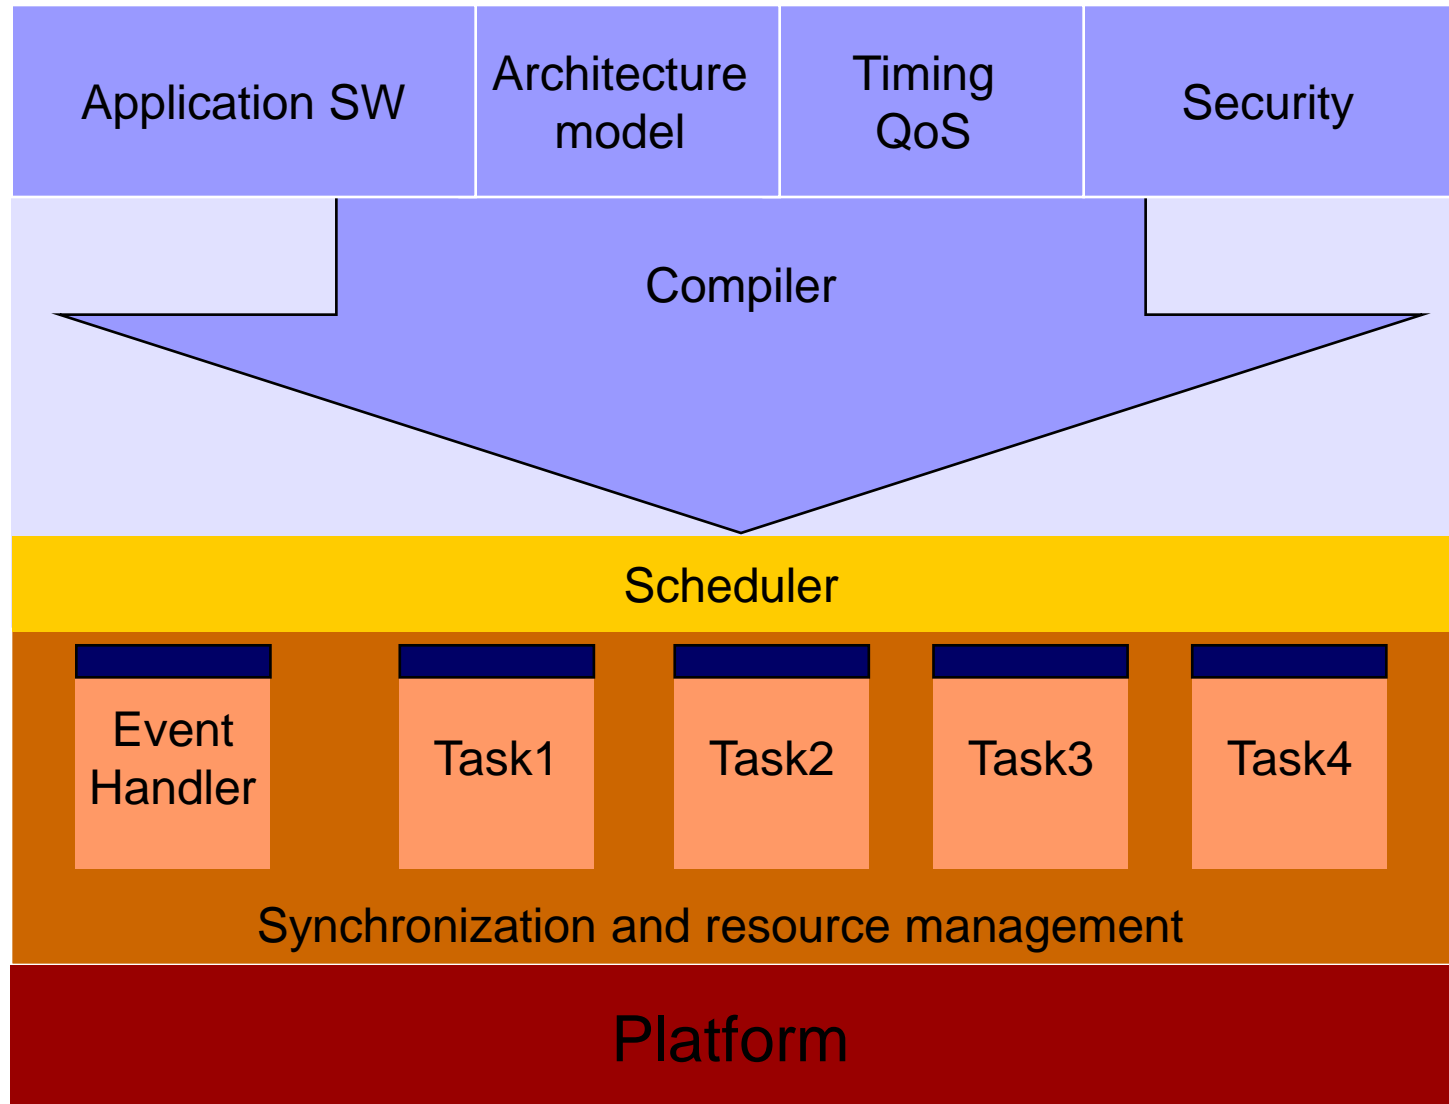 Application SW
Architecture
model
Timing
QoS
Security
Compiler
Scheduler
Event
Handler
Task1
Task2
Task3
Task4
Synchronization and resource management
Platform